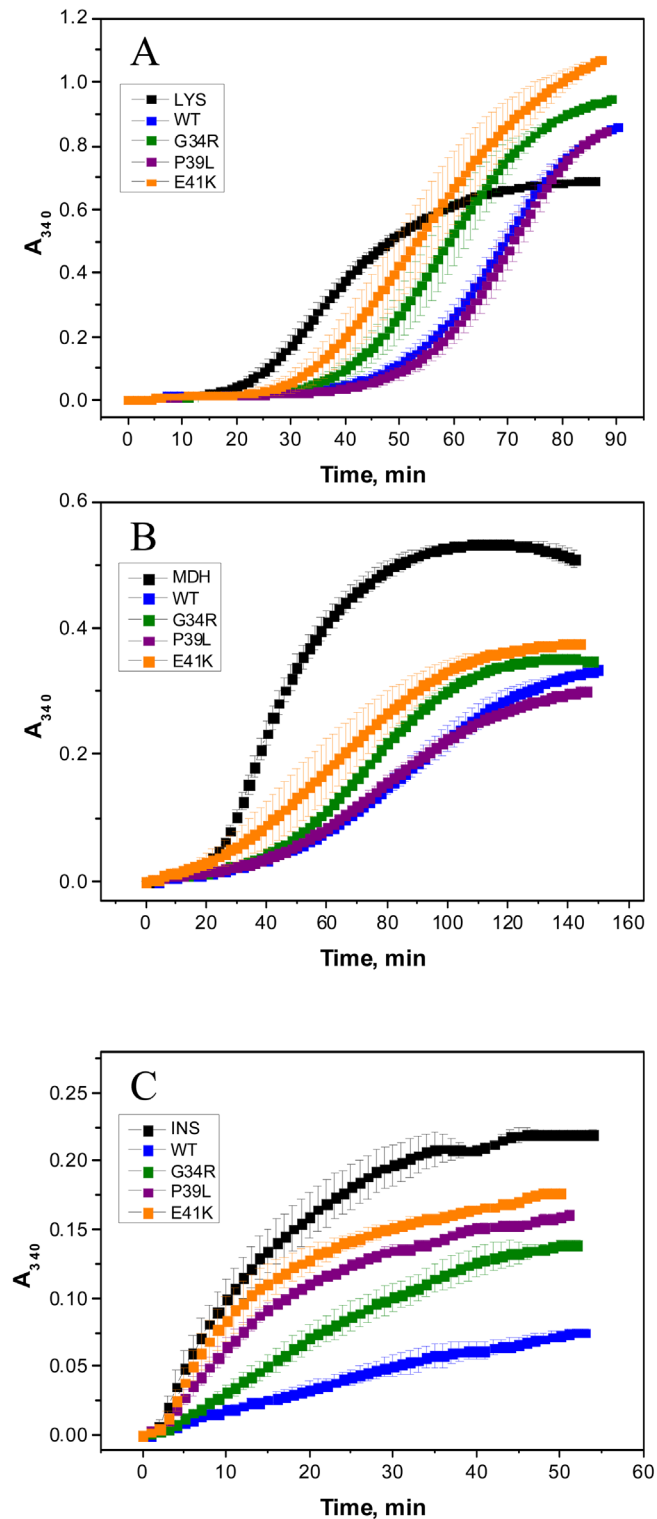 A
LYS
WT
G34R
P39L
E41K
A340
1.2
1.0
0.8
0.6
0.4
0.2
0.0
0 10 20 30 40 50 60 70 80 90
Time, min
B
MDH
WT
G34R
P39L
E41K
A340
0.6
0.4
0.2
0.0
0 20 40 60 80 100 120 140 160
Time, min
C
INS
WT
G34R
P39L
E41K
A340
0.25
0.20
0.15
0.10
0.05
0.00
0 10 20 30 40 50 60
Time, min